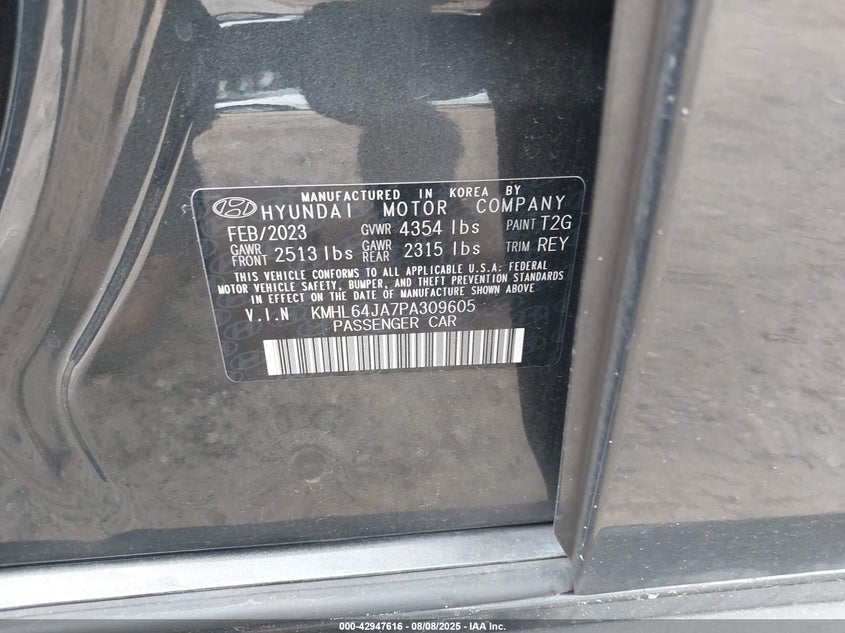 MANUFACTURED IN KOREA BY
HYUNDAI MOTOR COMPANY
FEB/2023 GVWR 4354 lbs PAINT T2G
GAWR FRONT 2513 lbs GAWR REAR 2315 lbs TRIM REY
THIS VEHICLE CONFORMS TO ALL APPLICABLE U.S.A. FEDERAL
MOTOR VEHICLE SAFETY, BUMPER, AND THEFT PREVENTION STANDARDS
IN EFFECT ON THE DATE OF MANUFACTURE SHOWN ABOVE
V.I.N KMHL64JA7PA309605
PASSENGER CAR
000-42947616 - 08/08/2025 - IAA Inc.